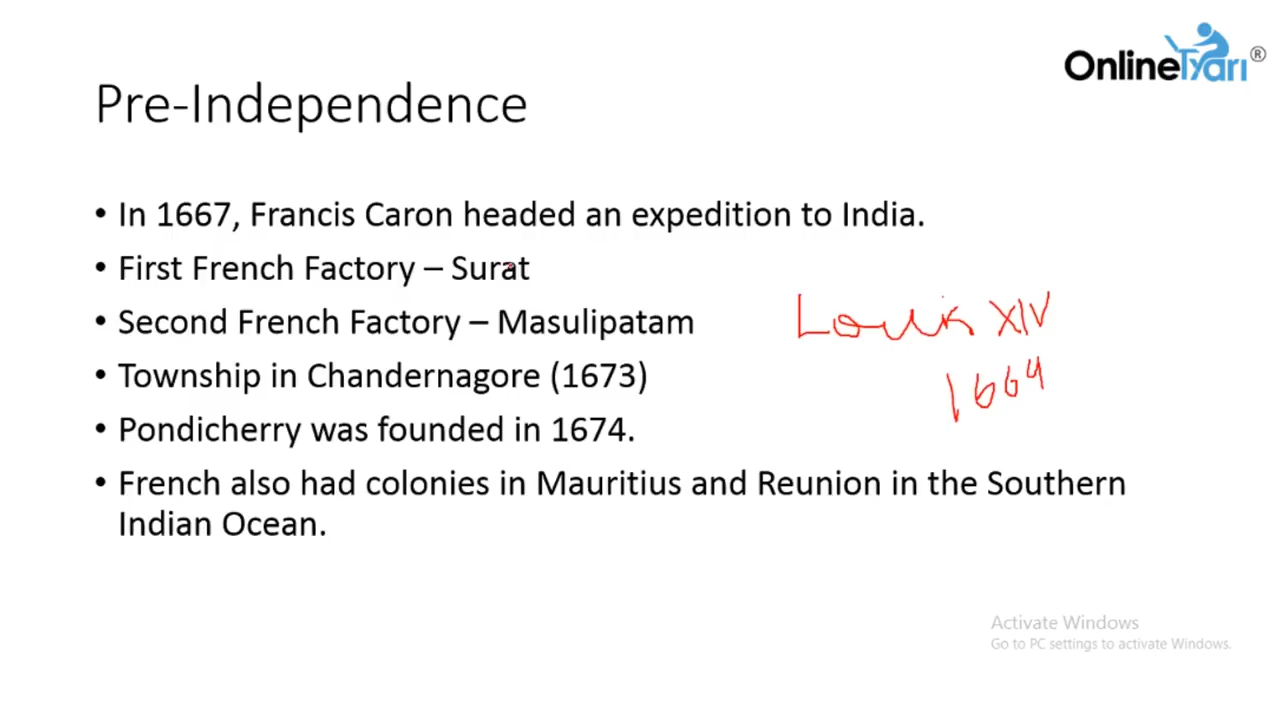 OnlineTyari ®
Pre-Independence
• In 1667, Francis Caron headed an expedition to India.
• First French Factory – Surat
• Second French Factory – Masulipatam
• Township in Chandernagore (1673)
• Pondicherry was founded in 1674.
• French also had colonies in Mauritius and Reunion in the Southern
Indian Ocean.
Louis XIV
1664
Activate Windows
Go to PC settings to activate Windows.